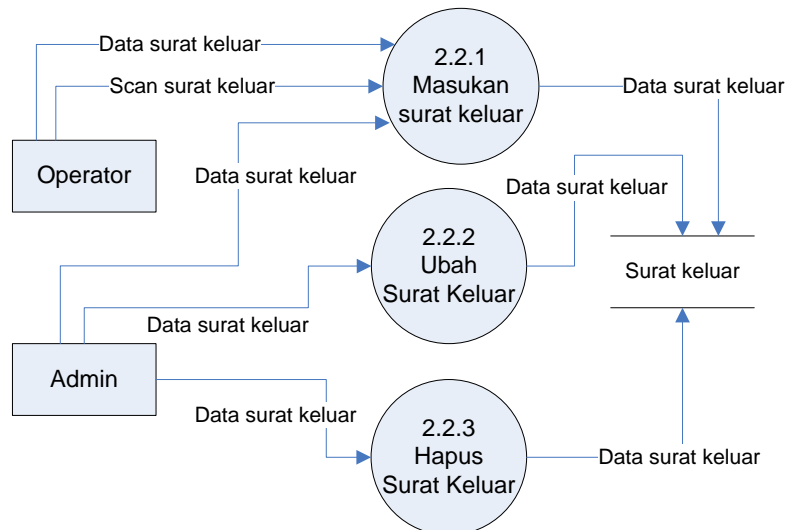 Data surat keluar
Scan surat keluar
2.2.1
Masukan
surat keluar
Data surat keluar
Operator
Data surat keluar
Data surat keluar
2.2.2
Ubah
Surat Keluar
Surat keluar
Data surat keluar
Admin
Data surat keluar
2.2.3
Hapus
Surat Keluar
Data surat keluar